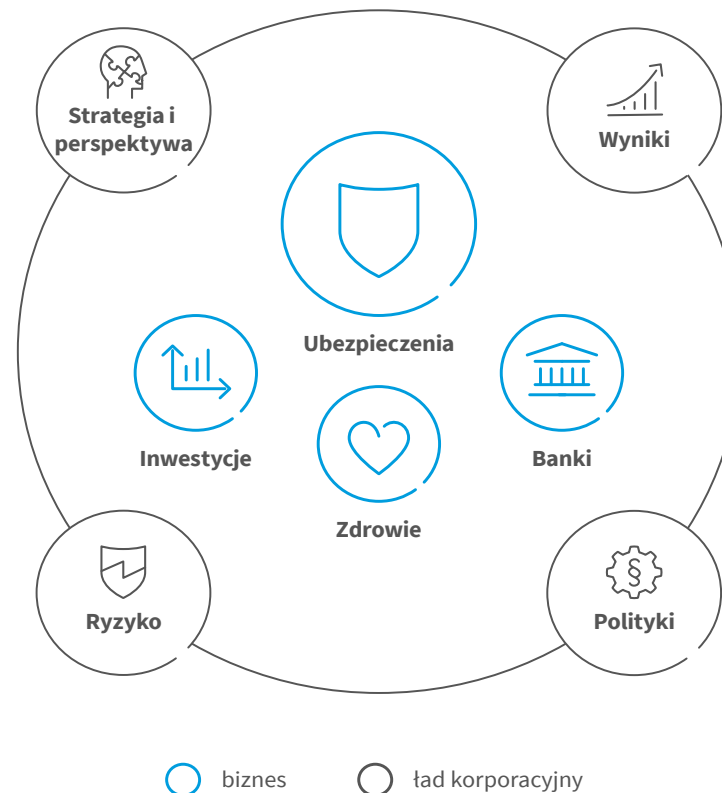 Strategia i
perspektywa
Wyniki
Ubezpieczenia
Inwestycje
Banki
Zdrowie
Ryzyko
§
Polityki
biznes
ład korporacyjny